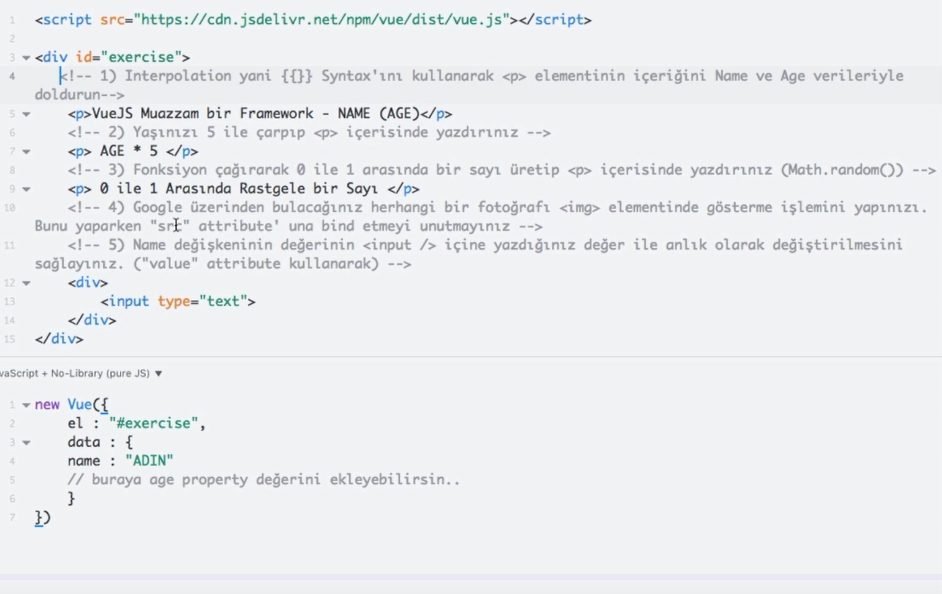 1 <script src="https://cdn.jsdelivr.net/npm/vue/dist/vue.js"></script>
2
3 <div id="exercise">
4 <!-- 1) Interpolation yani {{}} Syntax'ını kullanarak <p> elementinin içeriğini Name ve Age verileriyle
doldurun-->
5 <p>VueJS Muazzam bir Framework - NAME (AGE)</p>
6 <!-- 2) Yaşınızı 5 ile çarpıp <p> içerisinde yazdırınız -->
7 <p> AGE * 5 </p>
8 <!-- 3) Fonksiyon çağırarak 0 ile 1 arasında bir sayı üretip <p> içerisinde yazdırınız (Math.random()) -->
9 <p> 0 ile 1 Arasında Rastgele bir Sayı </p>
10 <!-- 4) Google üzerinden bulacağınız herhangi bir fotoğrafı <img> elementinde gösterme işlemini yapınız.
Bunu yaparken "src" attribute' una bind etmeyi unutmayınız -->
11 <!-- 5) Name değişkeninin değerinin <input /> içine yazdığınız değer ile anlık olarak değiştirilmesini
sağlayınız. ("value" attribute kullanarak) -->
12 <div>
13 <input type="text">
14 </div>
15 </div>
vaScript + No-Library (pure JS) ▼
1 new Vue({
2 el : "#exercise",
3 data : {
4 name : "ADIN"
5 // buraya age property değerini ekleyebilirsin..
6 }
7 })